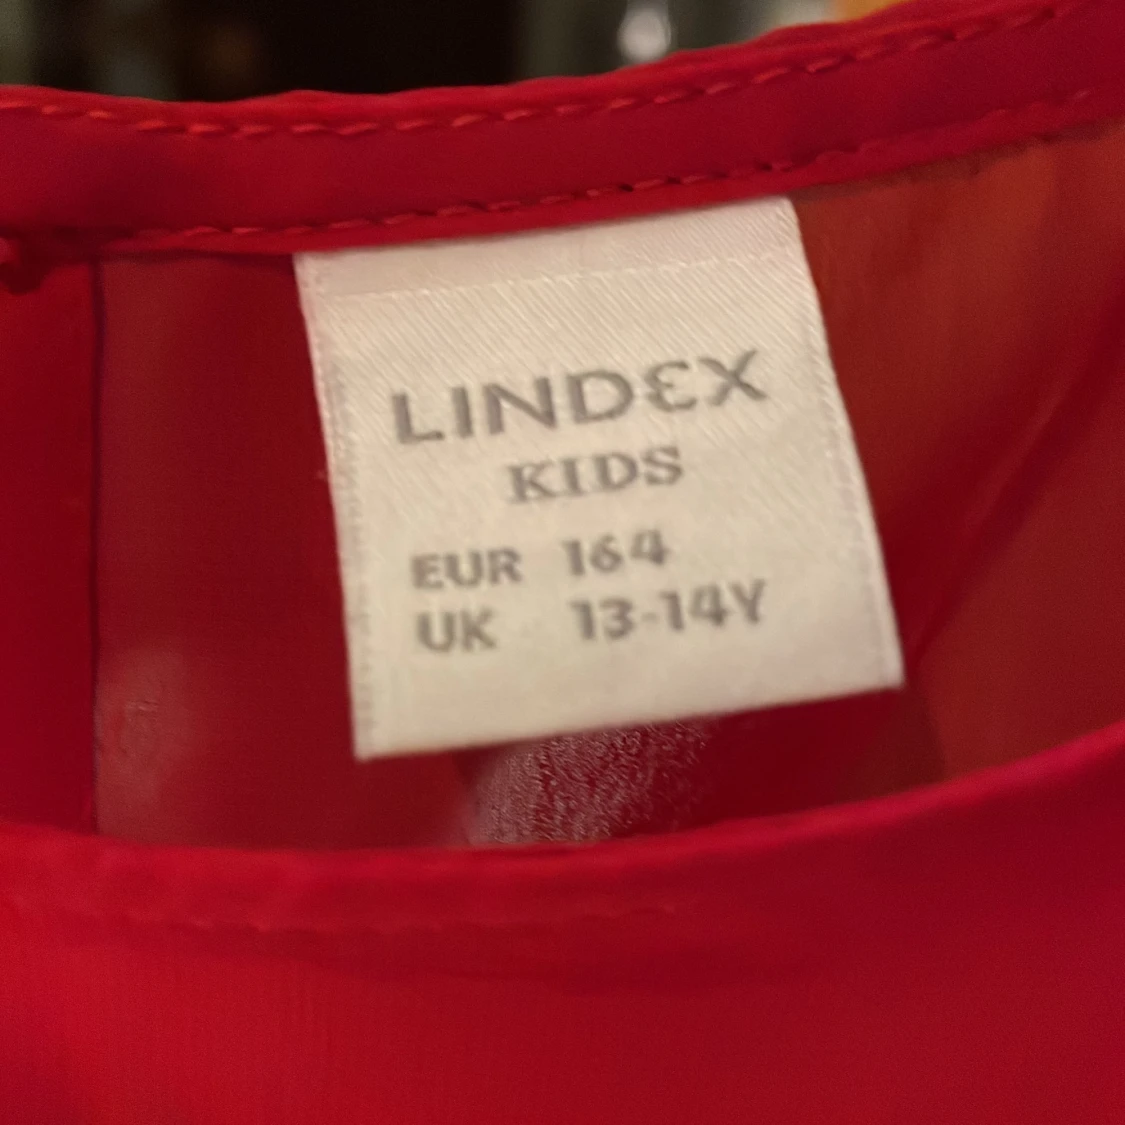 LINDEX
KIDS
EUR 164
UK 13-14Y